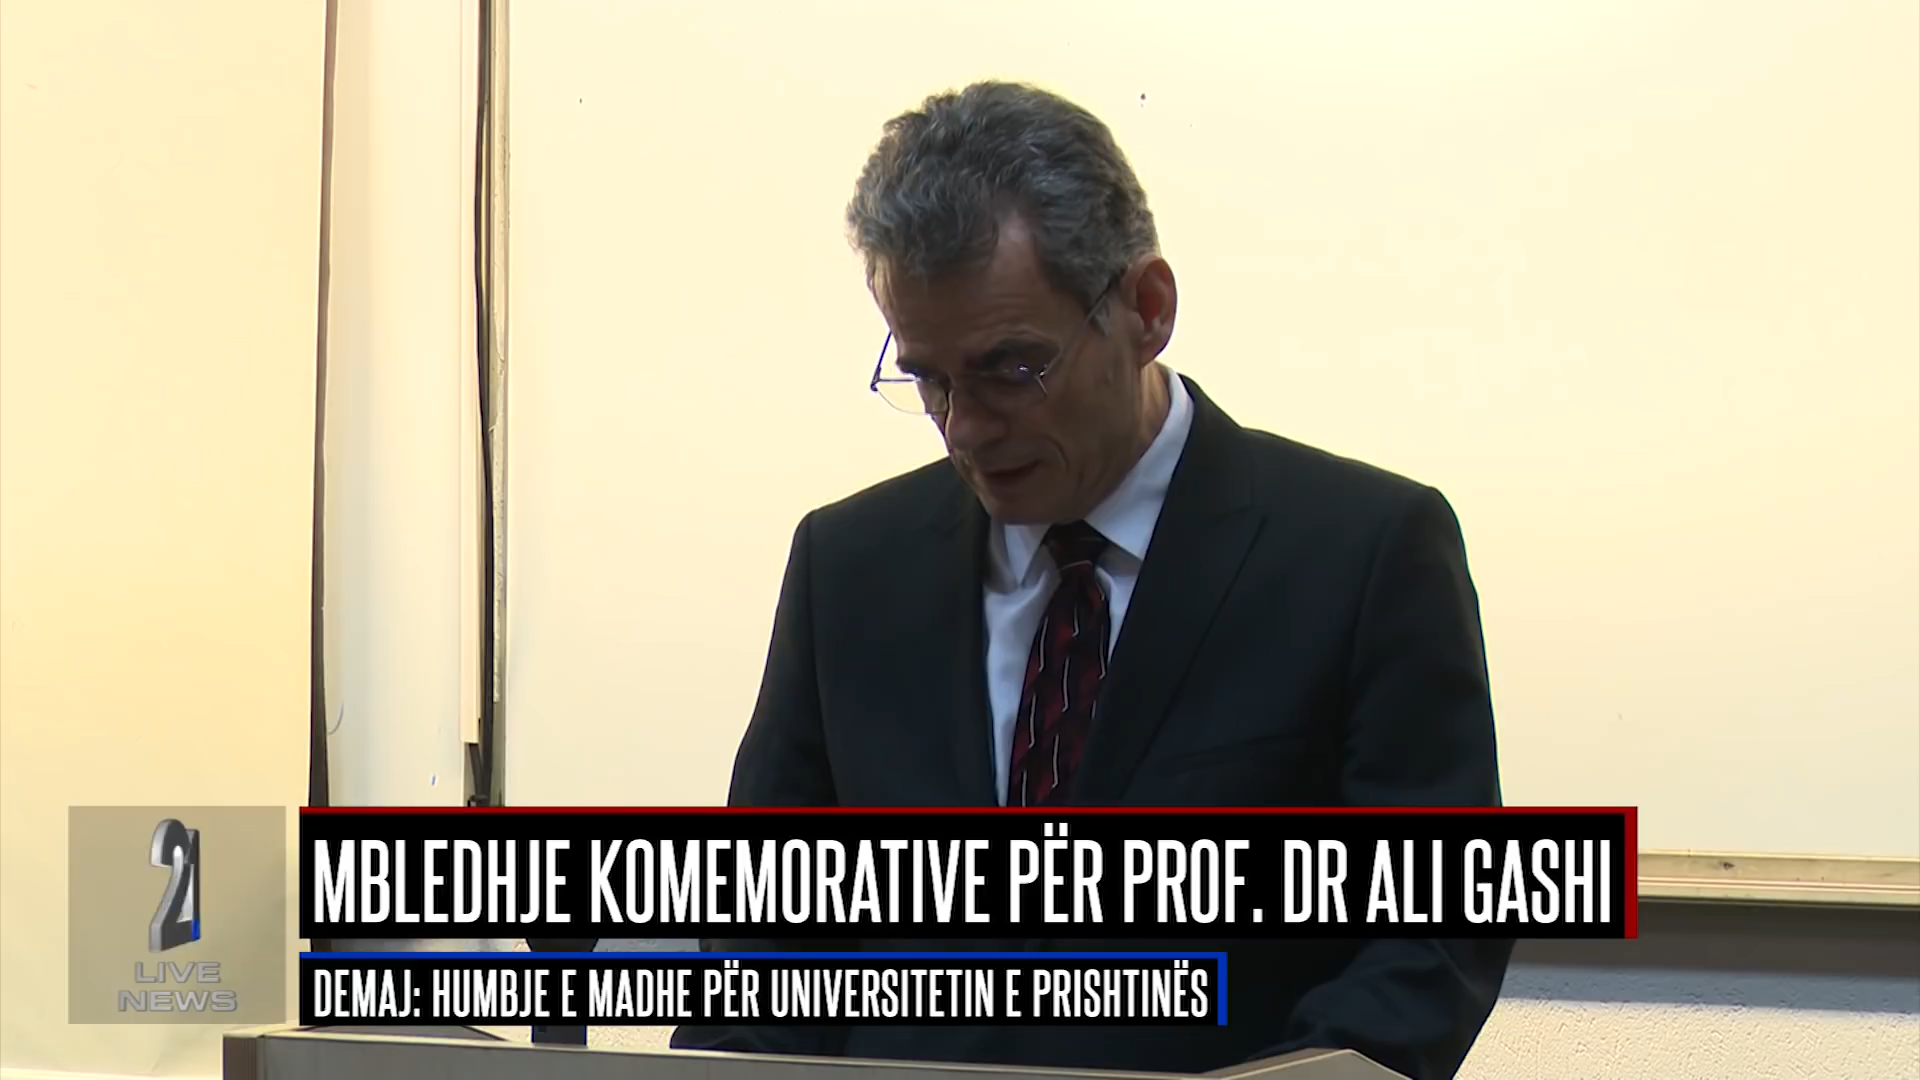 MBLEDHJE KOMEMORATIVE PËR PROF. DR ALI GASHI
DEMAJ: HUMBJE E MADHE PËR UNIVERSITETIN E PRISHTINËS
21
LIVE
NEWS